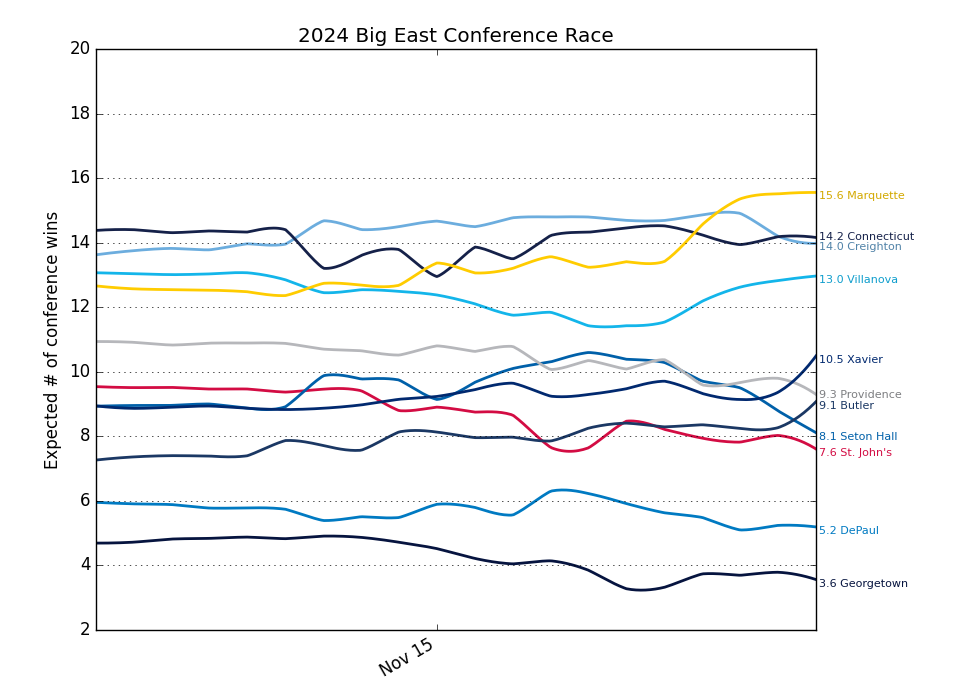 2024 Big East Conference Race
Expected # of conference wins
20
18
16
14
12
10
8
6
4
2
15.6 Marquette
14.2 Connecticut
14.0 Creighton
13.0 Villanova
10.5 Xavier
9.3 Providence
9.1 Butler
8.1 Seton Hall
7.6 St. John's
5.2 DePaul
3.6 Georgetown
Nov 15